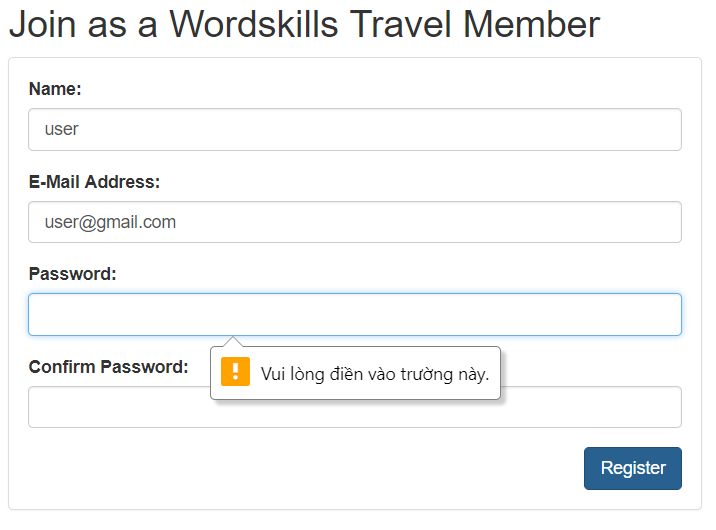 Join as a Wordskills Travel Member
Name:
user
E-Mail Address:
user@gmail.com
Password:
Vui lòng điền vào trường này.
Confirm Password:
Register